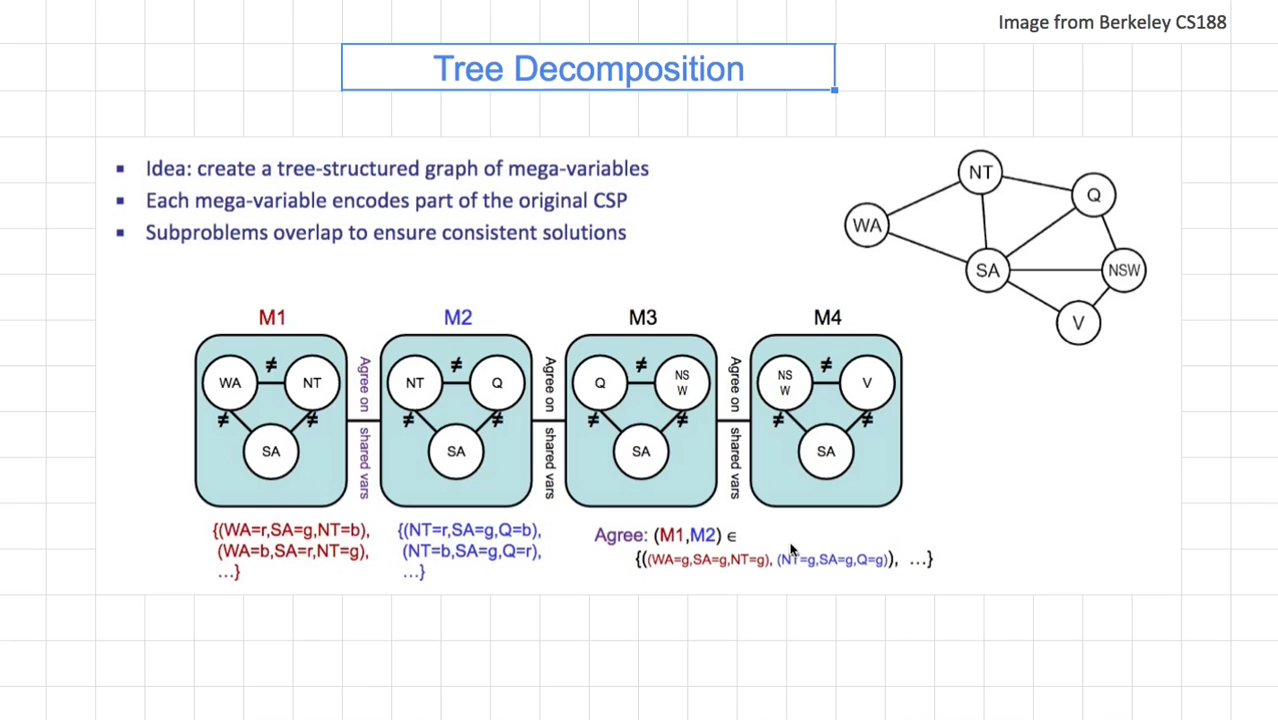 Image from Berkeley CS188
Tree Decomposition
▪ Idea: create a tree-structured graph of mega-variables
▪ Each mega-variable encodes part of the original CSP
▪ Subproblems overlap to ensure consistent solutions
NT
Q
WA
SA
NSW
V
M1
M2
M3
M4
WA ≠ NT
≠ ≠
SA
Agree on
shared vars
NT ≠ Q
≠ ≠
SA
Agree on
shared vars
Q ≠ NS
W
≠ ≠
SA
Agree on
shared vars
NS
W
≠ V
≠ ≠
SA
{(WA=r,SA=g,NT=b),
(WA=b,SA=r,NT=g),
…}
{(NT=r,SA=g,Q=b),
(NT=b,SA=g,Q=r),
…}
Agree: (M1,M2) ∈
{((WA=g,SA=g,NT=g), (NT=g,SA=g,Q=g)), …}